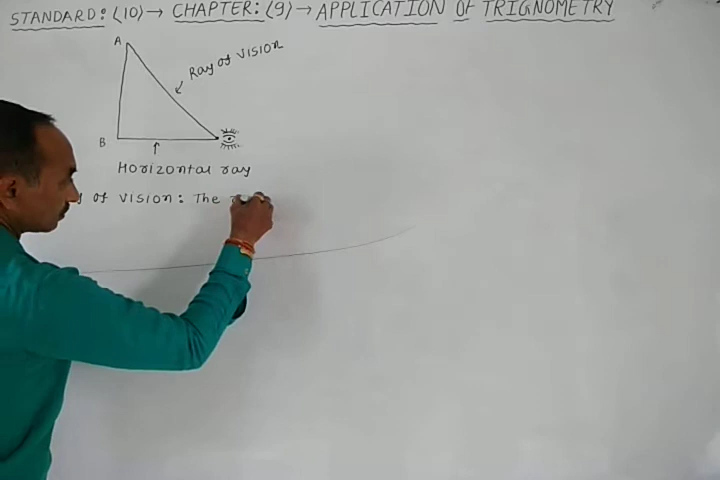 STANDARD: (10) → CHAPTER: (9) → APPLICATION OF TRIGNOMETRY
A
Ray of Vision
B
Horizontal ray
of Vision: The